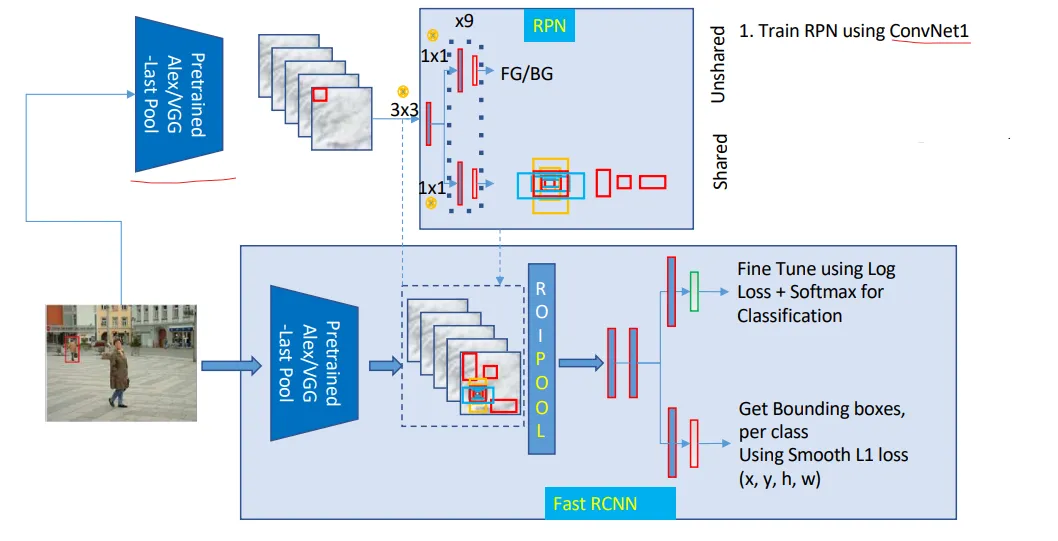 x9
RPN
1. Train RPN using ConvNet1
Unshared
Shared
Pretrained
Alex/VGG
-Last Pool
1x1
FG/BG
3x3
1x1
Pretrained
Alex/VGG
-Last Pool
ROI POOL
Fine Tune using Log
Loss + Softmax for
Classification
Get Bounding boxes,
per class
Using Smooth L1 loss
(x, y, h, w)
Fast RCNN